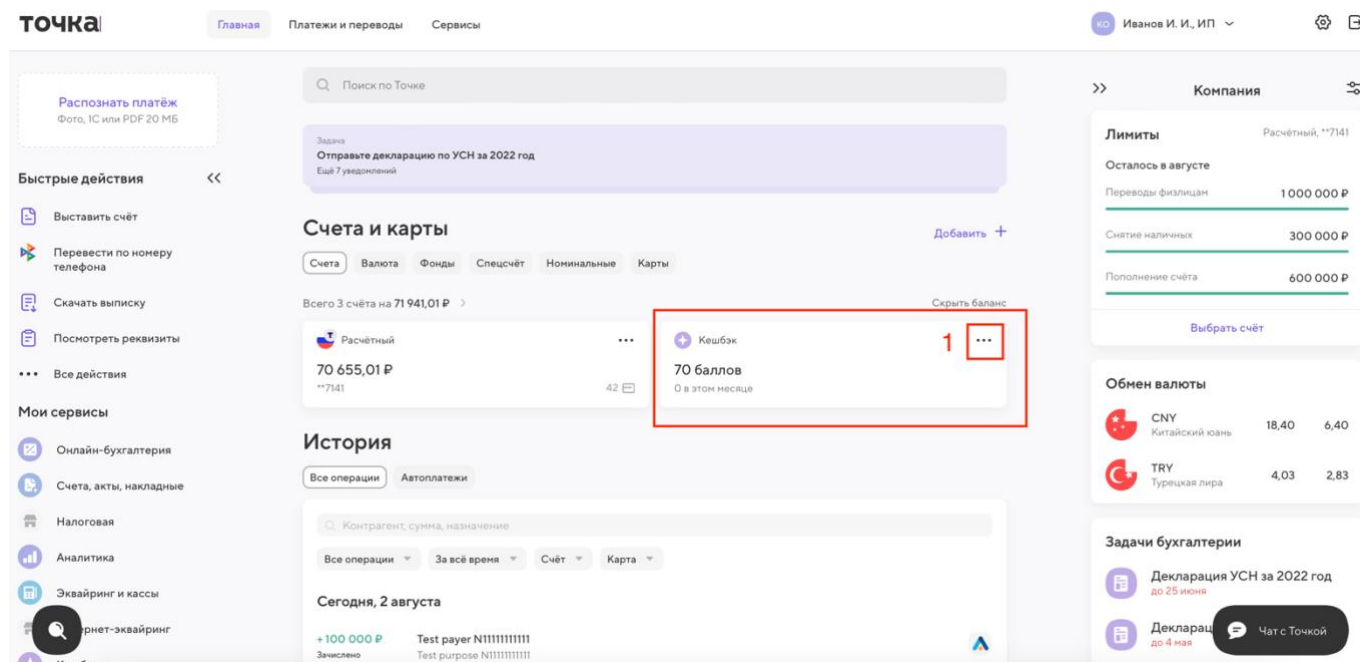 точка
Главная
Платежи и переводы
Сервисы
КО
Иванов И. И., ИП
Распознать платёж
Фото, 1С или PDF 20 МБ
Быстрые действия
Выставить счёт
Перевести по номеру
телефона
Скачать выписку
Посмотреть реквизиты
Все действия
Мои сервисы
Онлайн-бухгалтерия
Счета, акты, накладные
Налоговая
Аналитика
Эквайринг и кассы
рнет-эквайринг
Поиск по Точке
Задача
Отправьте декларацию по УСН за 2022 год
Ещё 7 уведомлений
Счета и карты
Добавить +
Счета
Валюта
Фонды
Спецсчёт
Номинальные
Карты
Всего 3 счёта на 71 941,01 ₽ >
Скрыть баланс
Расчётный
70 655,01 ₽
**7141
42
Кешбэк
1
70 баллов
0 в этом месяце
История
Все операции
Автоплатежи
Контрагент, сумма, назначение
Все операции
За всё время
Счёт
Карта
Сегодня, 2 августа
+100 000 ₽
Зачислено
Test payer N11111111111
Test purpose N11111111111
Компания
Лимиты
Расчётный, **7141
Осталось в августе
Переводы физлицам
1 000 000 ₽
Снятие наличных
300 000 ₽
Пополнение счёта
600 000 ₽
Выбрать счёт
Обмен валюты
CNY
Китайский юань
18,40
6,40
TRY
Турецкая лира
4,03
2,83
Задачи бухгалтерии
Декларация УСН за 2022 год
до 25 июня
Декларац
до 4 мая
Чат с Точкой